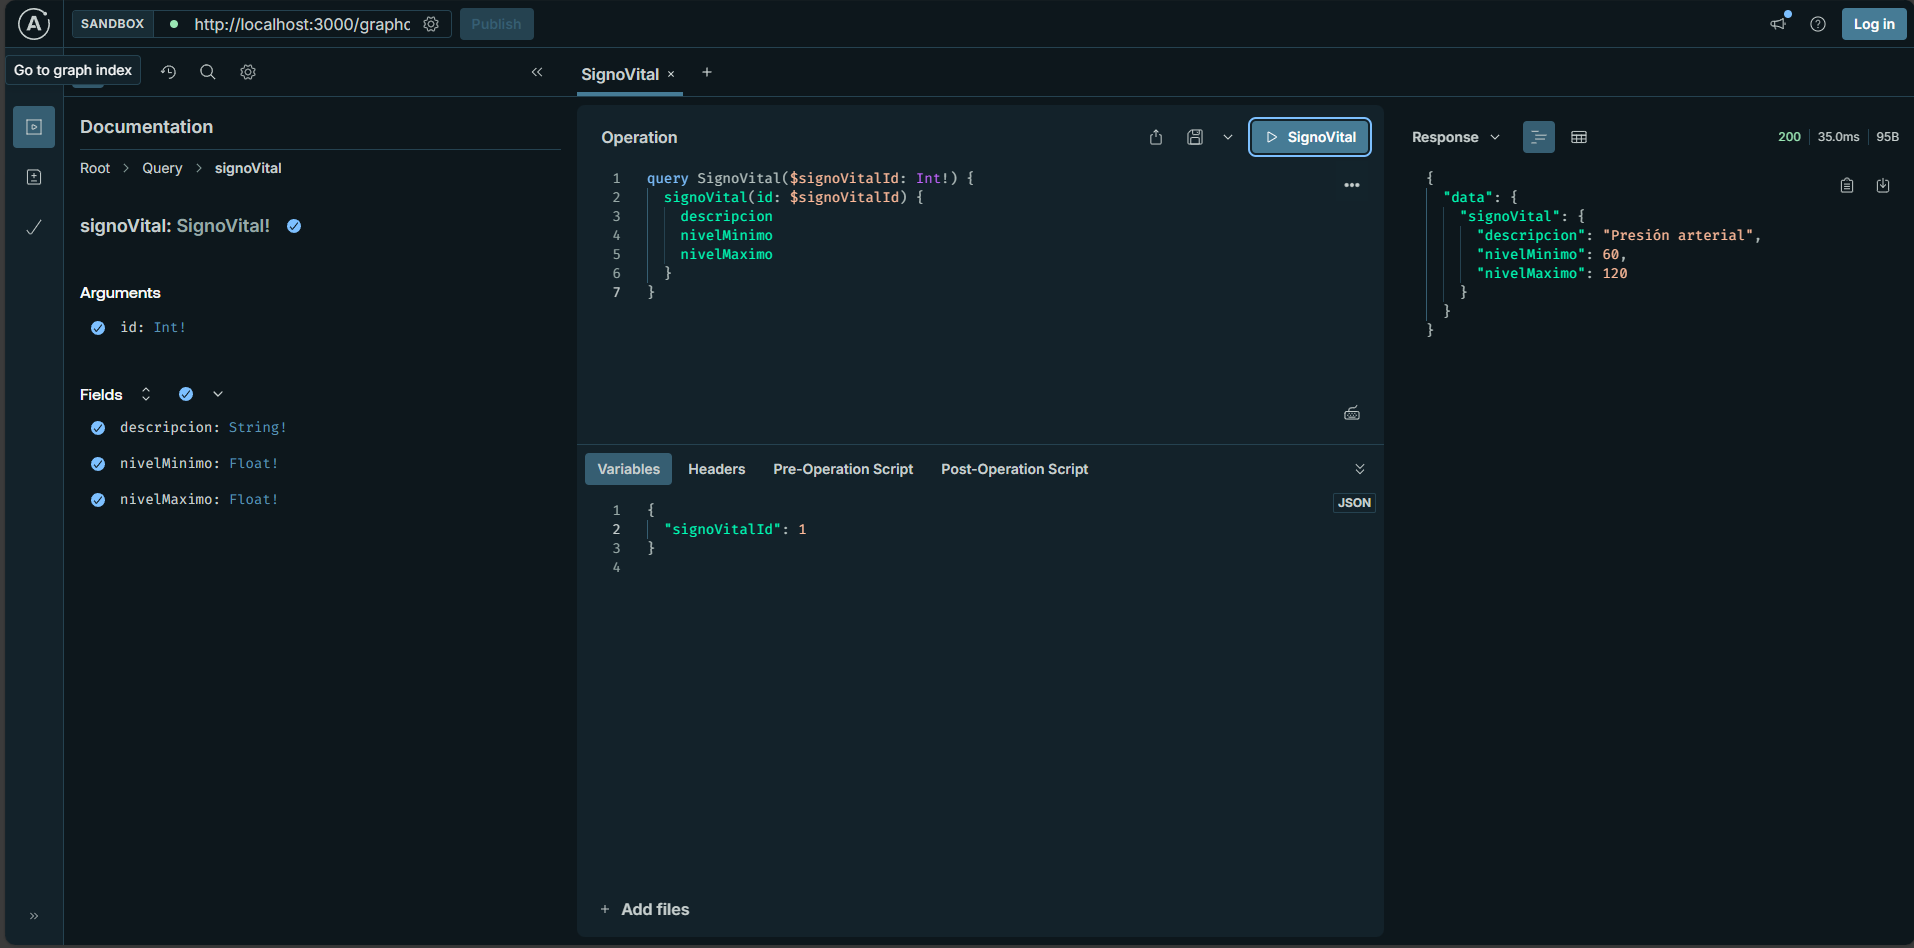 SANDBOX
http://localhost:3000/graphc
Publish
Log in
Go to graph index
SignoVital
Documentation
Root > Query > signoVital
signoVital: SignoVital!
Arguments
id: Int!
Fields
descripcion: String!
nivelMinimo: Float!
nivelMaximo: Float!
Operation
SignoVital
1 query SignoVital($signoVitalId: Int!) {
2 signoVital(id: $signoVitalId) {
3 descripcion
4 nivelMinimo
5 nivelMaximo
6 }
7 }
Variables Headers Pre-Operation Script Post-Operation Script
JSON
1 {
2 "signoVitalId": 1
3 }
4
+ Add files
Response
200 35.0ms 95B
{
"data": {
"signoVital": {
"descripcion": "Presión arterial",
"nivelMinimo": 60,
"nivelMaximo": 120
}
}
}